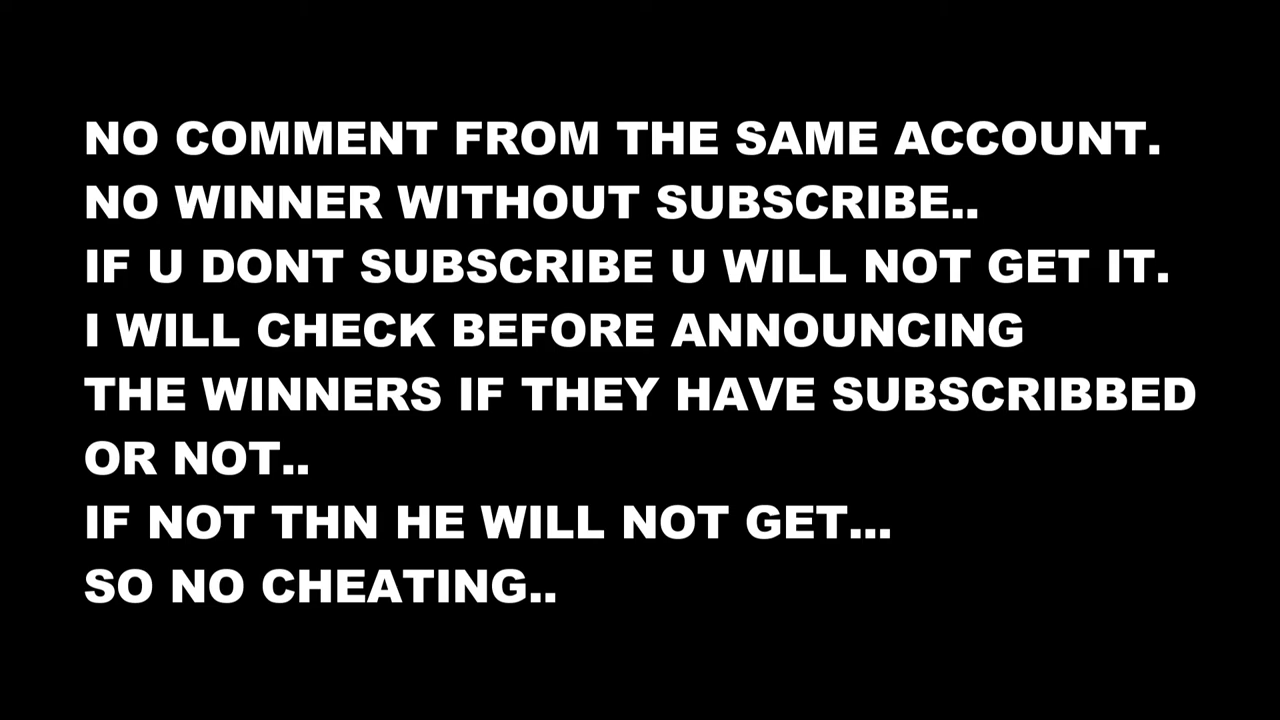 NO COMMENT FROM THE SAME ACCOUNT.
NO WINNER WITHOUT SUBSCRIBE..
IF U DONT SUBSCRIBE U WILL NOT GET IT.
I WILL CHECK BEFORE ANNOUNCING
THE WINNERS IF THEY HAVE SUBSCRIBBED
OR NOT..
IF NOT THN HE WILL NOT GET...
SO NO CHEATING..